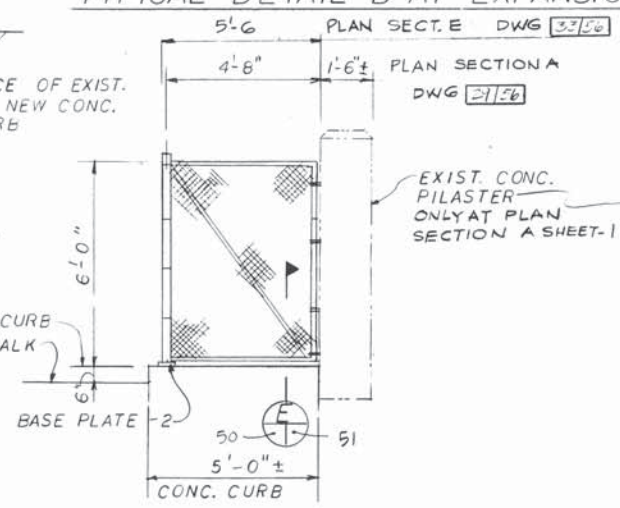 TYPICAL DETAIL D AT EXPANSIO
5'-6
PLAN SECT. E DWG 33/56
4'-8"
1'-6"±
PLAN SECTION A
DWG 29/56
CE OF EXIST.
NEW CONC.
RB
EXIST. CONC.
PILASTER
ONLY AT PLAN
SECTION A SHEET-1
6'-0"
CURB
ALK
6"
BASE PLATE -2
E
50
51
5'-0"±
CONC. CURB